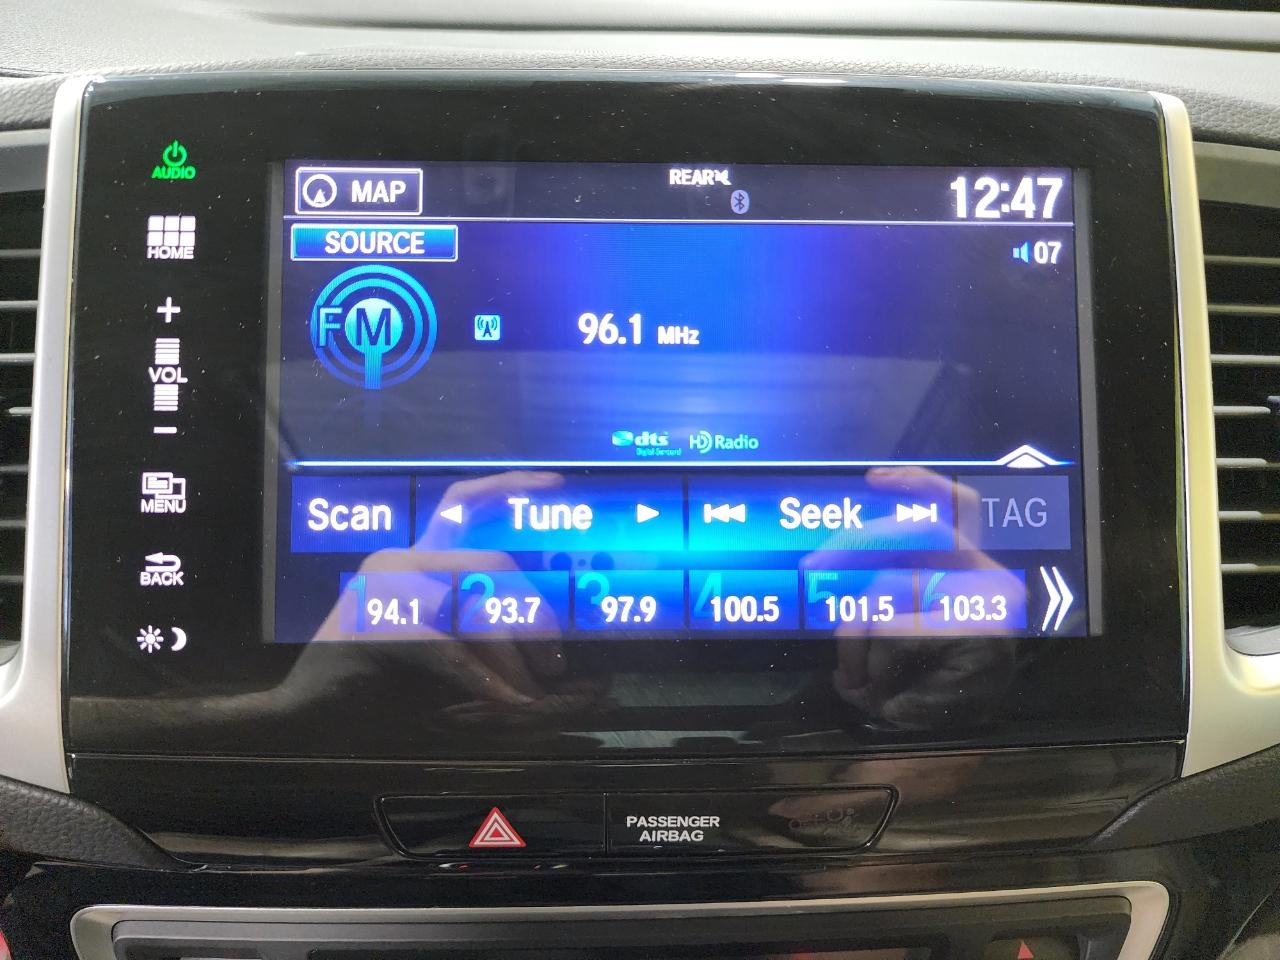 AUDIO
HOME
+
VOL
−
MENU
BACK
MAP
REAR
12:47
SOURCE
07
FM
96.1 MHz
dts Digital Surround HD Radio
Scan
Tune
Seek
TAG
1 94.1
2 93.7
3 97.9
4 100.5
5 101.5
6 103.3
PASSENGER
AIRBAG